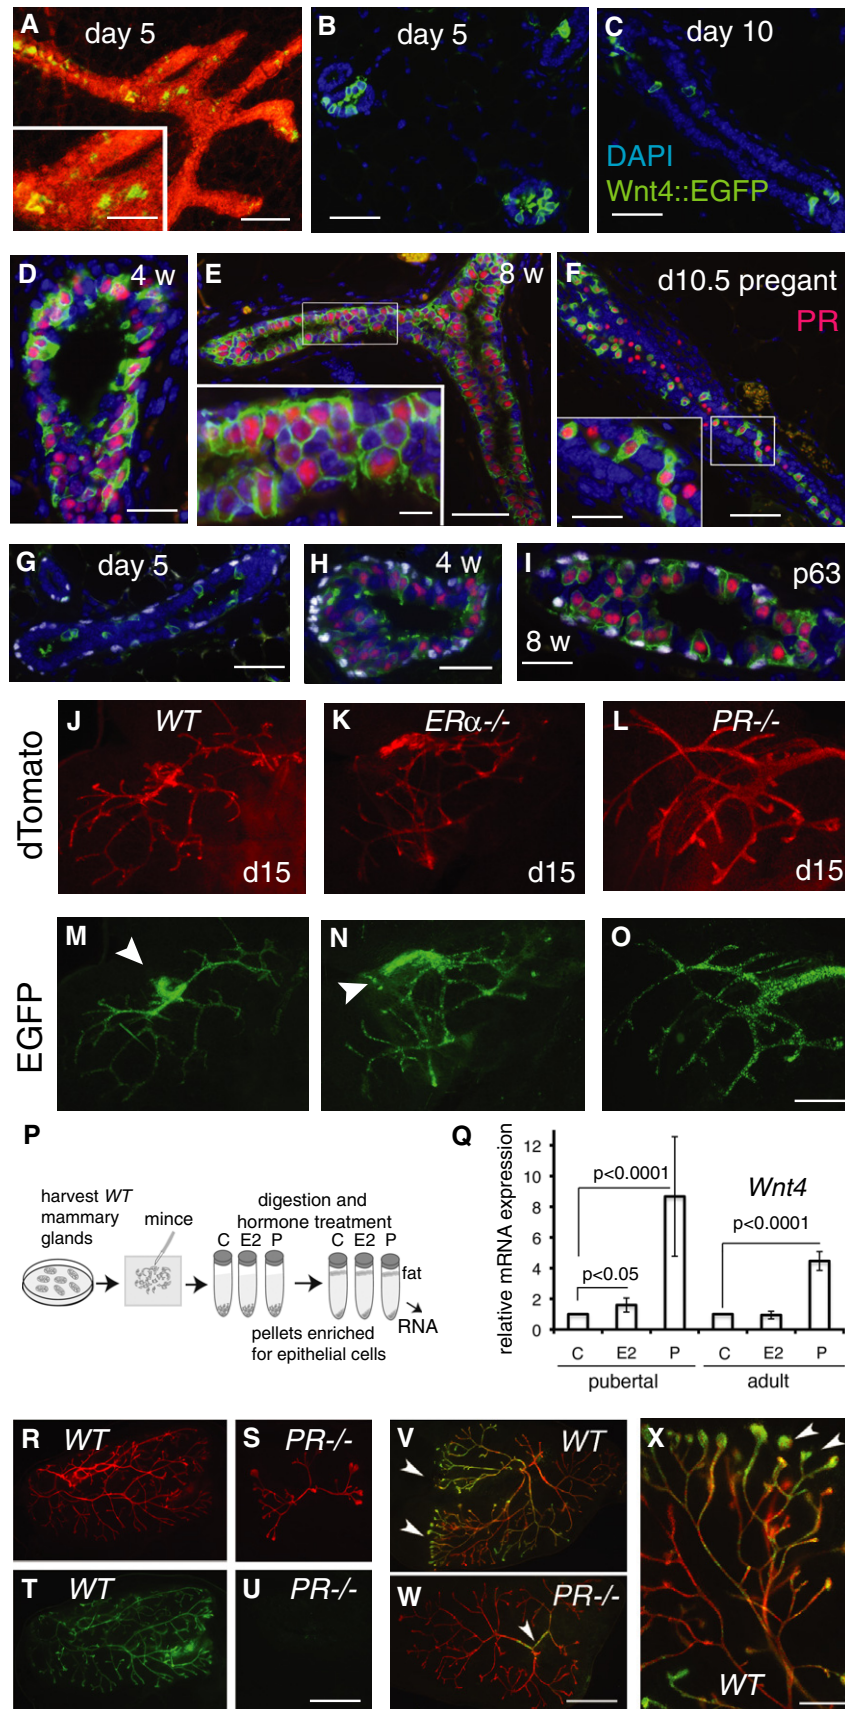 A
day 5
B
day 5
C
day 10
DAPI
Wnt4::EGFP
D
4 w
E
8 w
F
d10.5 pregant
PR
G
day 5
H
4 w
I
p63
8 w
dTomato
J
WT
d15
K
ERα-/-
d15
L
PR-/-
d15
EGFP
M
N
O
P
harvest WT
mammary
glands
mince
digestion and
hormone treatment
C E2 P
C E2 P
fat
RNA
pellets enriched
for epithelial cells
Q
relative mRNA expression
12
10
8
6
4
2
0
p<0.0001
p<0.05
Wnt4
p<0.0001
C E2 P C E2 P
pubertal adult
R
WT
S
PR-/-
T
WT
U
PR-/-
V
WT
W
PR-/-
X
WT